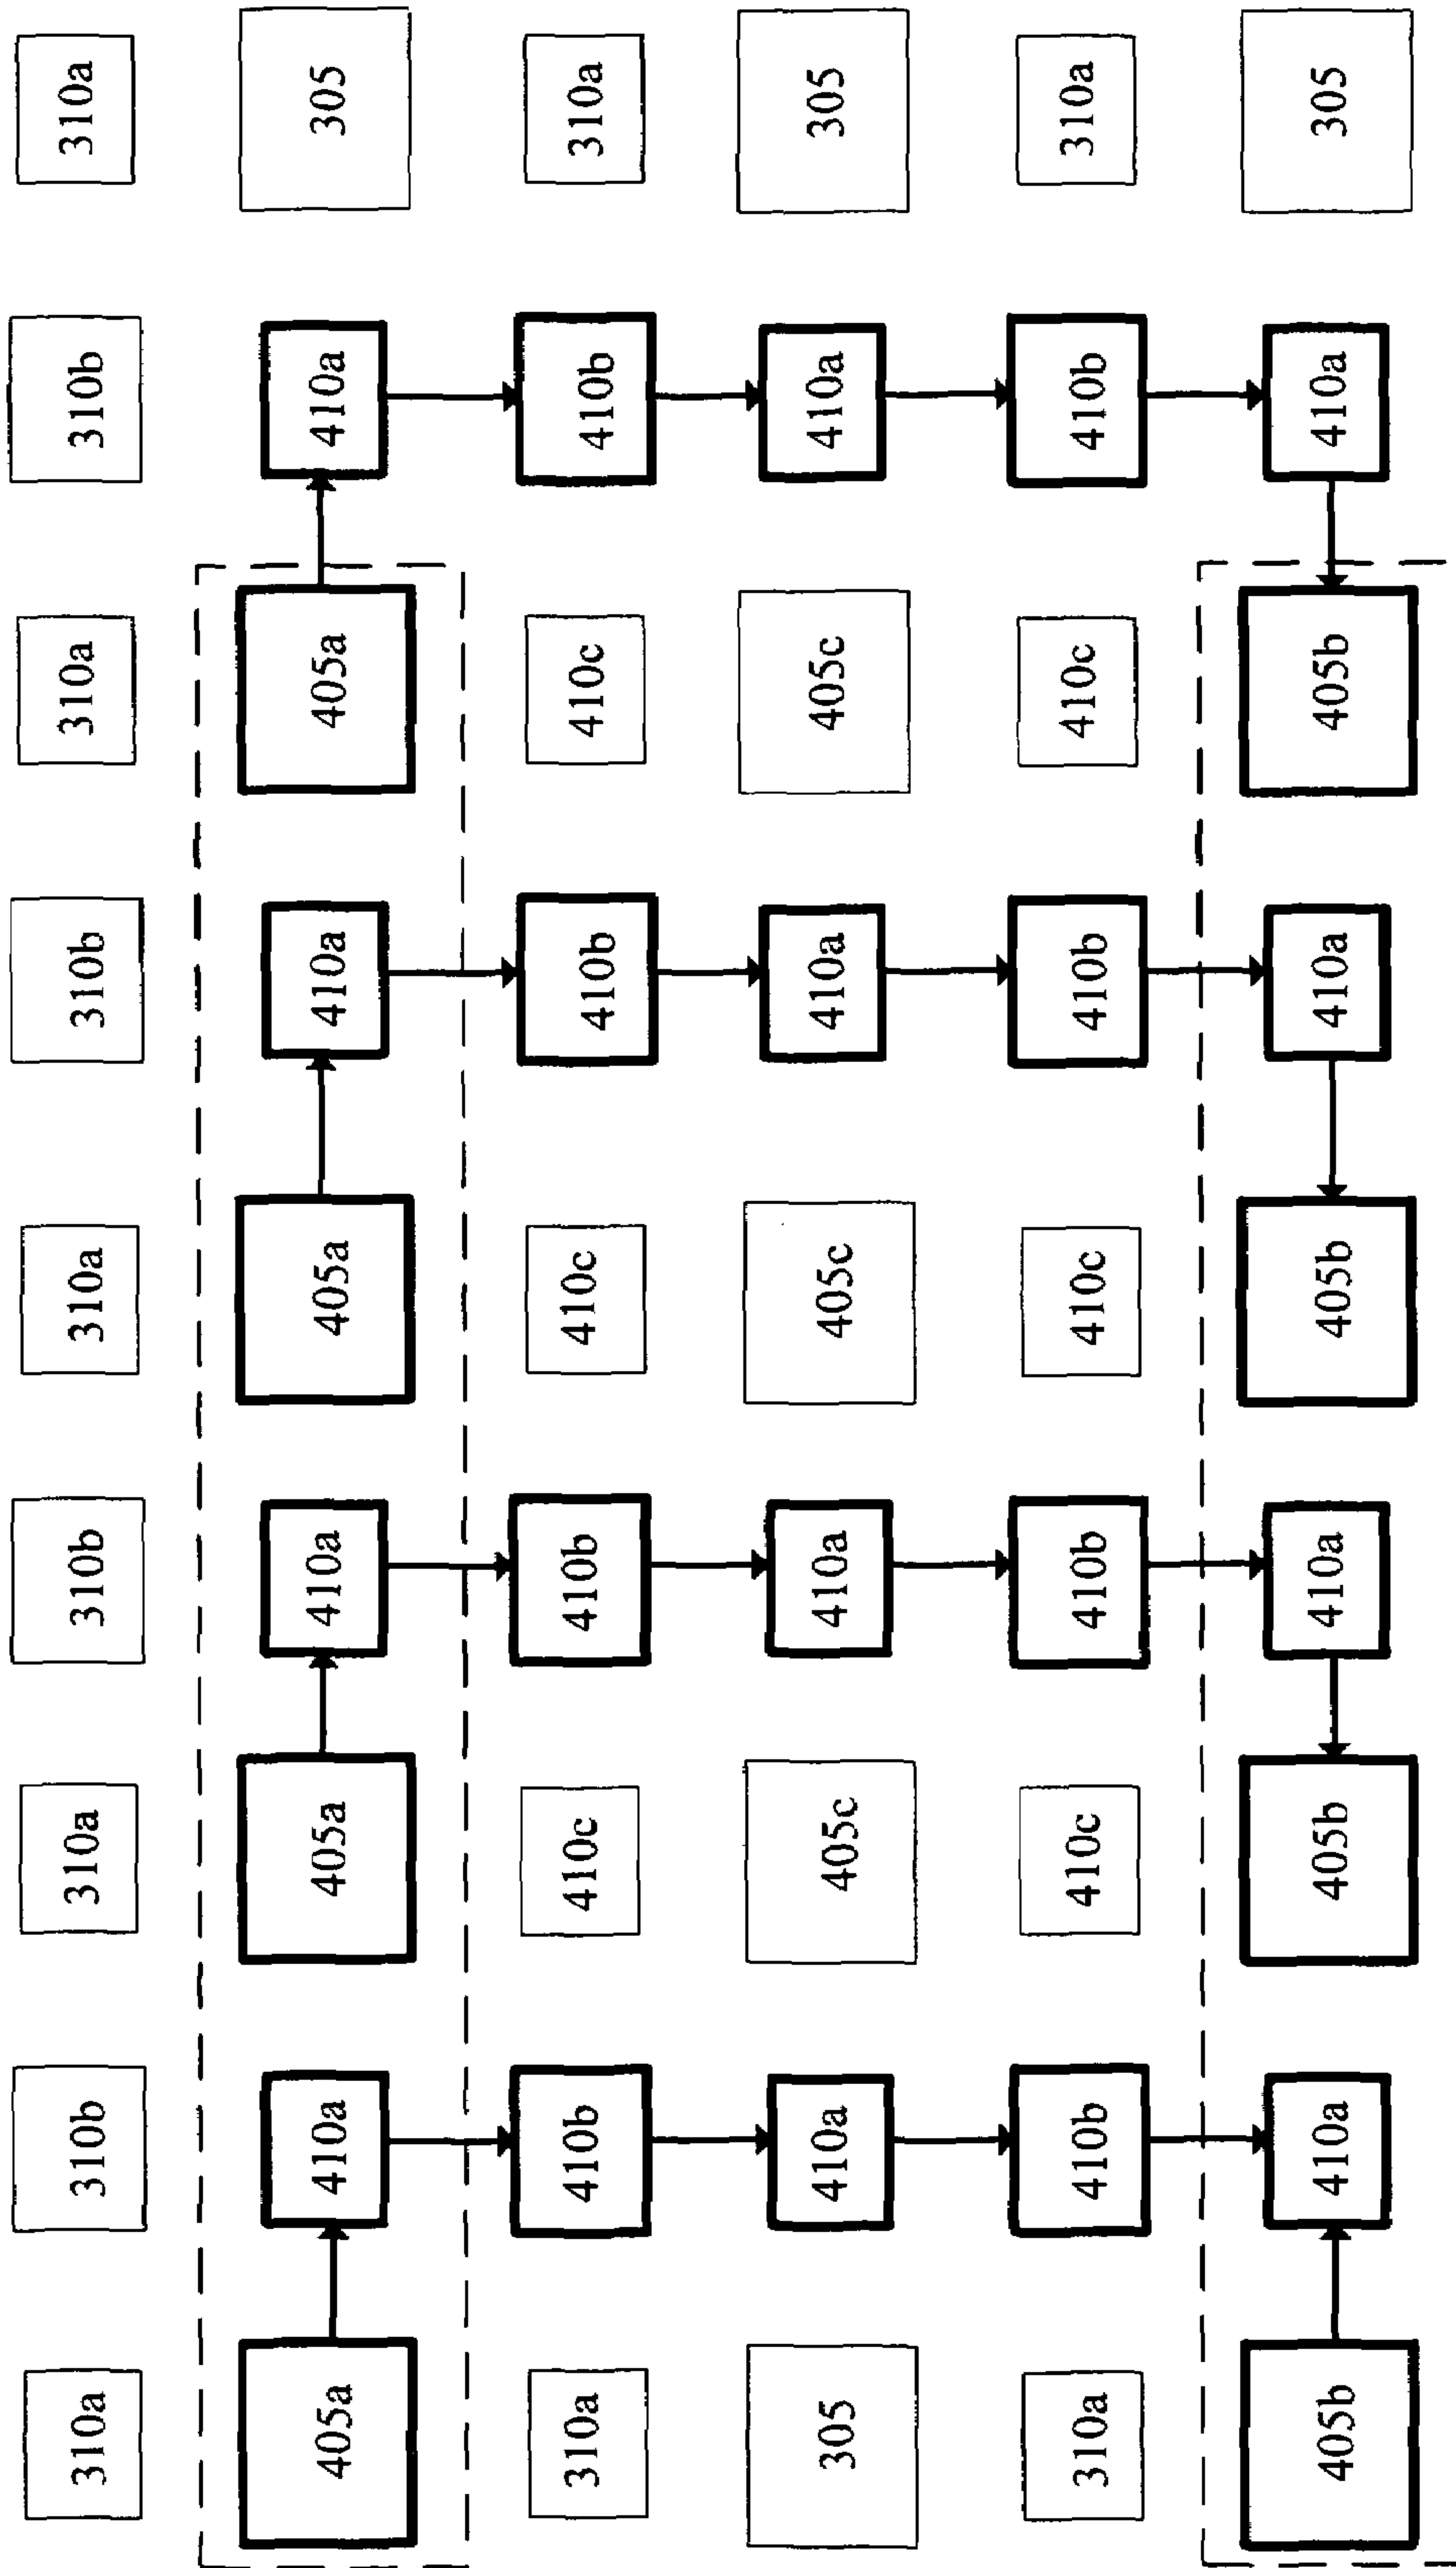 310a 310b 310a 310b 310a 310b 310a 310b 310a
405a 410a 405a 410a 405a 410a 405a 410a 305
310a 410b 410c 410b 410c 410b 410c 410b 310a
305 410a 405c 410a 405c 410a 405c 410a 305
310a 410b 410c 410b 410c 410b 410c 410b 310a
405b 410a 405b 410a 405b 410a 405b 410a 305